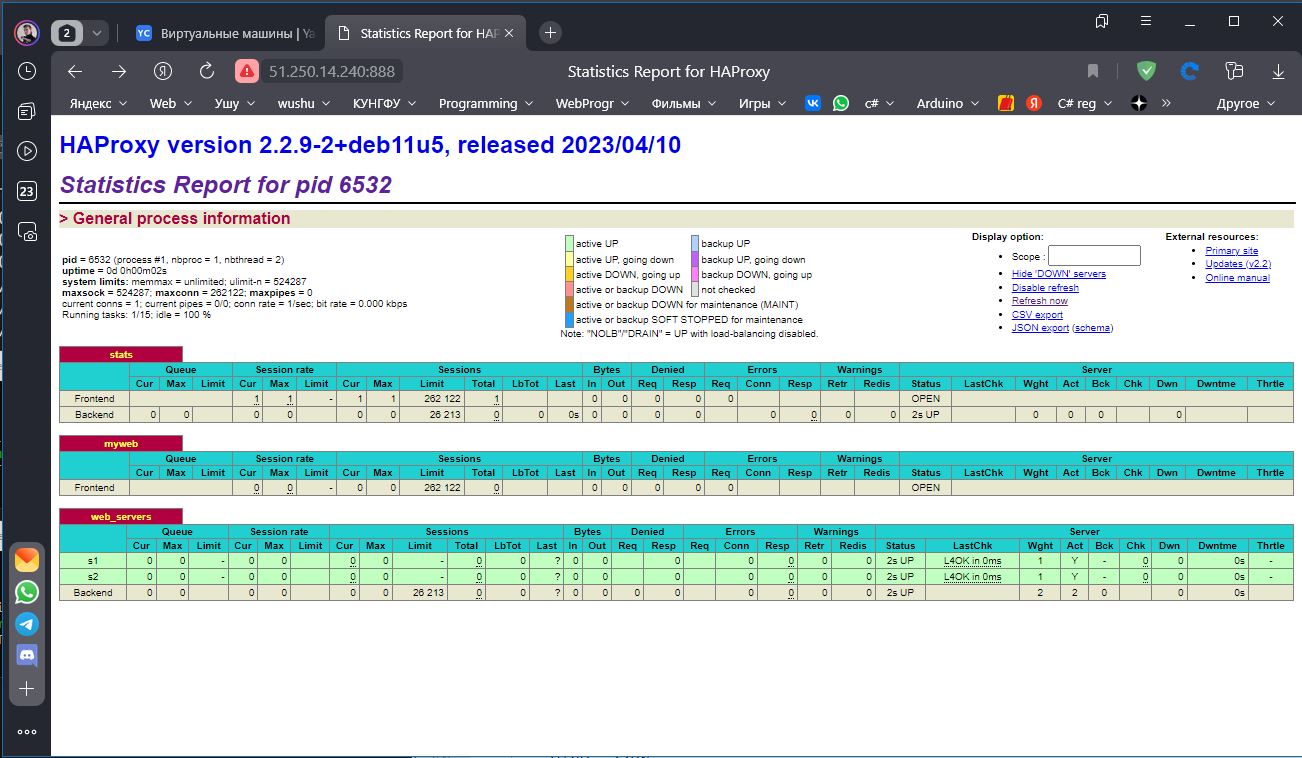 2
YC Виртуальные машины | Ya
Statistics Report for HAP
Я 51.250.14.240:888 Statistics Report for HAProxy
Яндекс Web Ушу wushu КУНГФУ Programming WebProgr Фильмы Игры c# Arduino Я C# reg » Другое
23
HAProxy version 2.2.9-2+deb11u5, released 2023/04/10
Statistics Report for pid 6532
> General process information
pid = 6532 (process #1, nbproc = 1, nbthread = 2)
uptime = 0d 0h00m02s
system limits: memmax = unlimited; ulimit-n = 524287
maxsock = 524287; maxconn = 262122; maxpipes = 0
current conns = 1; current pipes = 0/0; conn rate = 1/sec; bit rate = 0.000 kbps
Running tasks: 1/15; idle = 100 %
active UP backup UP
active UP, going down backup UP, going down
active DOWN, going up backup DOWN, going up
active or backup DOWN not checked
active or backup DOWN for maintenance (MAINT)
active or backup SOFT STOPPED for maintenance
Note: "NOLB"/"DRAIN" = UP with load-balancing disabled.
Display option:
• Scope :
• Hide 'DOWN' servers
• Disable refresh
• Refresh now
• CSV export
• JSON export (schema)
External resources:
• Primary site
• Updates (v2.2)
• Online manual
stats
Queue Session rate Sessions Bytes Denied Errors Warnings Server
Cur Max Limit Cur Max Limit Cur Max Limit Total LbTot Last In Out Req Resp Req Conn Resp Retr Redis Status LastChk Wght Act Bck Chk Dwn Dwntme Thrtle
Frontend 1 1 - 1 1 262 122 1 0 0 0 0 0 OPEN
Backend 0 0 0 0 0 0 26 213 0 0 0s 0 0 0 0 0 0 0 0 2s UP 0 0 0 0
myweb
Queue Session rate Sessions Bytes Denied Errors Warnings Server
Cur Max Limit Cur Max Limit Cur Max Limit Total LbTot Last In Out Req Resp Req Conn Resp Retr Redis Status LastChk Wght Act Bck Chk Dwn Dwntme Thrtle
Frontend 0 0 - 0 0 262 122 0 0 0 0 0 0 OPEN
web_servers
Queue Session rate Sessions Bytes Denied Errors Warnings Server
Cur Max Limit Cur Max Limit Cur Max Limit Total LbTot Last In Out Req Resp Req Conn Resp Retr Redis Status LastChk Wght Act Bck Chk Dwn Dwntme Thrtle
s1 0 0 - 0 0 0 0 - 0 0 ? 0 0 0 0 0 0 0 2s UP L4OK in 0ms 1 Y - 0 0 0s -
s2 0 0 - 0 0 0 0 - 0 0 ? 0 0 0 0 0 0 0 2s UP L4OK in 0ms 1 Y - 0 0 0s -
Backend 0 0 0 0 0 0 26 213 0 0 ? 0 0 0 0 0 0 0 0 2s UP 2 2 0 0 0s